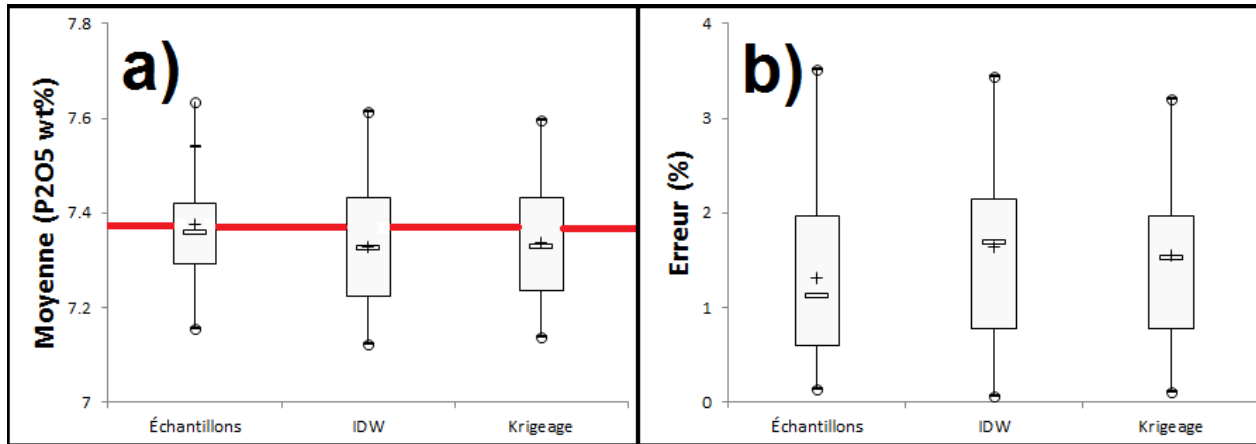 a)
Moyenne (P2O5 wt%)
7.8
7.6
7.4
7.2
7
Échantillons
IDW
Krigeage
b)
Erreur (%)
4
3
2
1
0
Échantillons
IDW
Krigeage